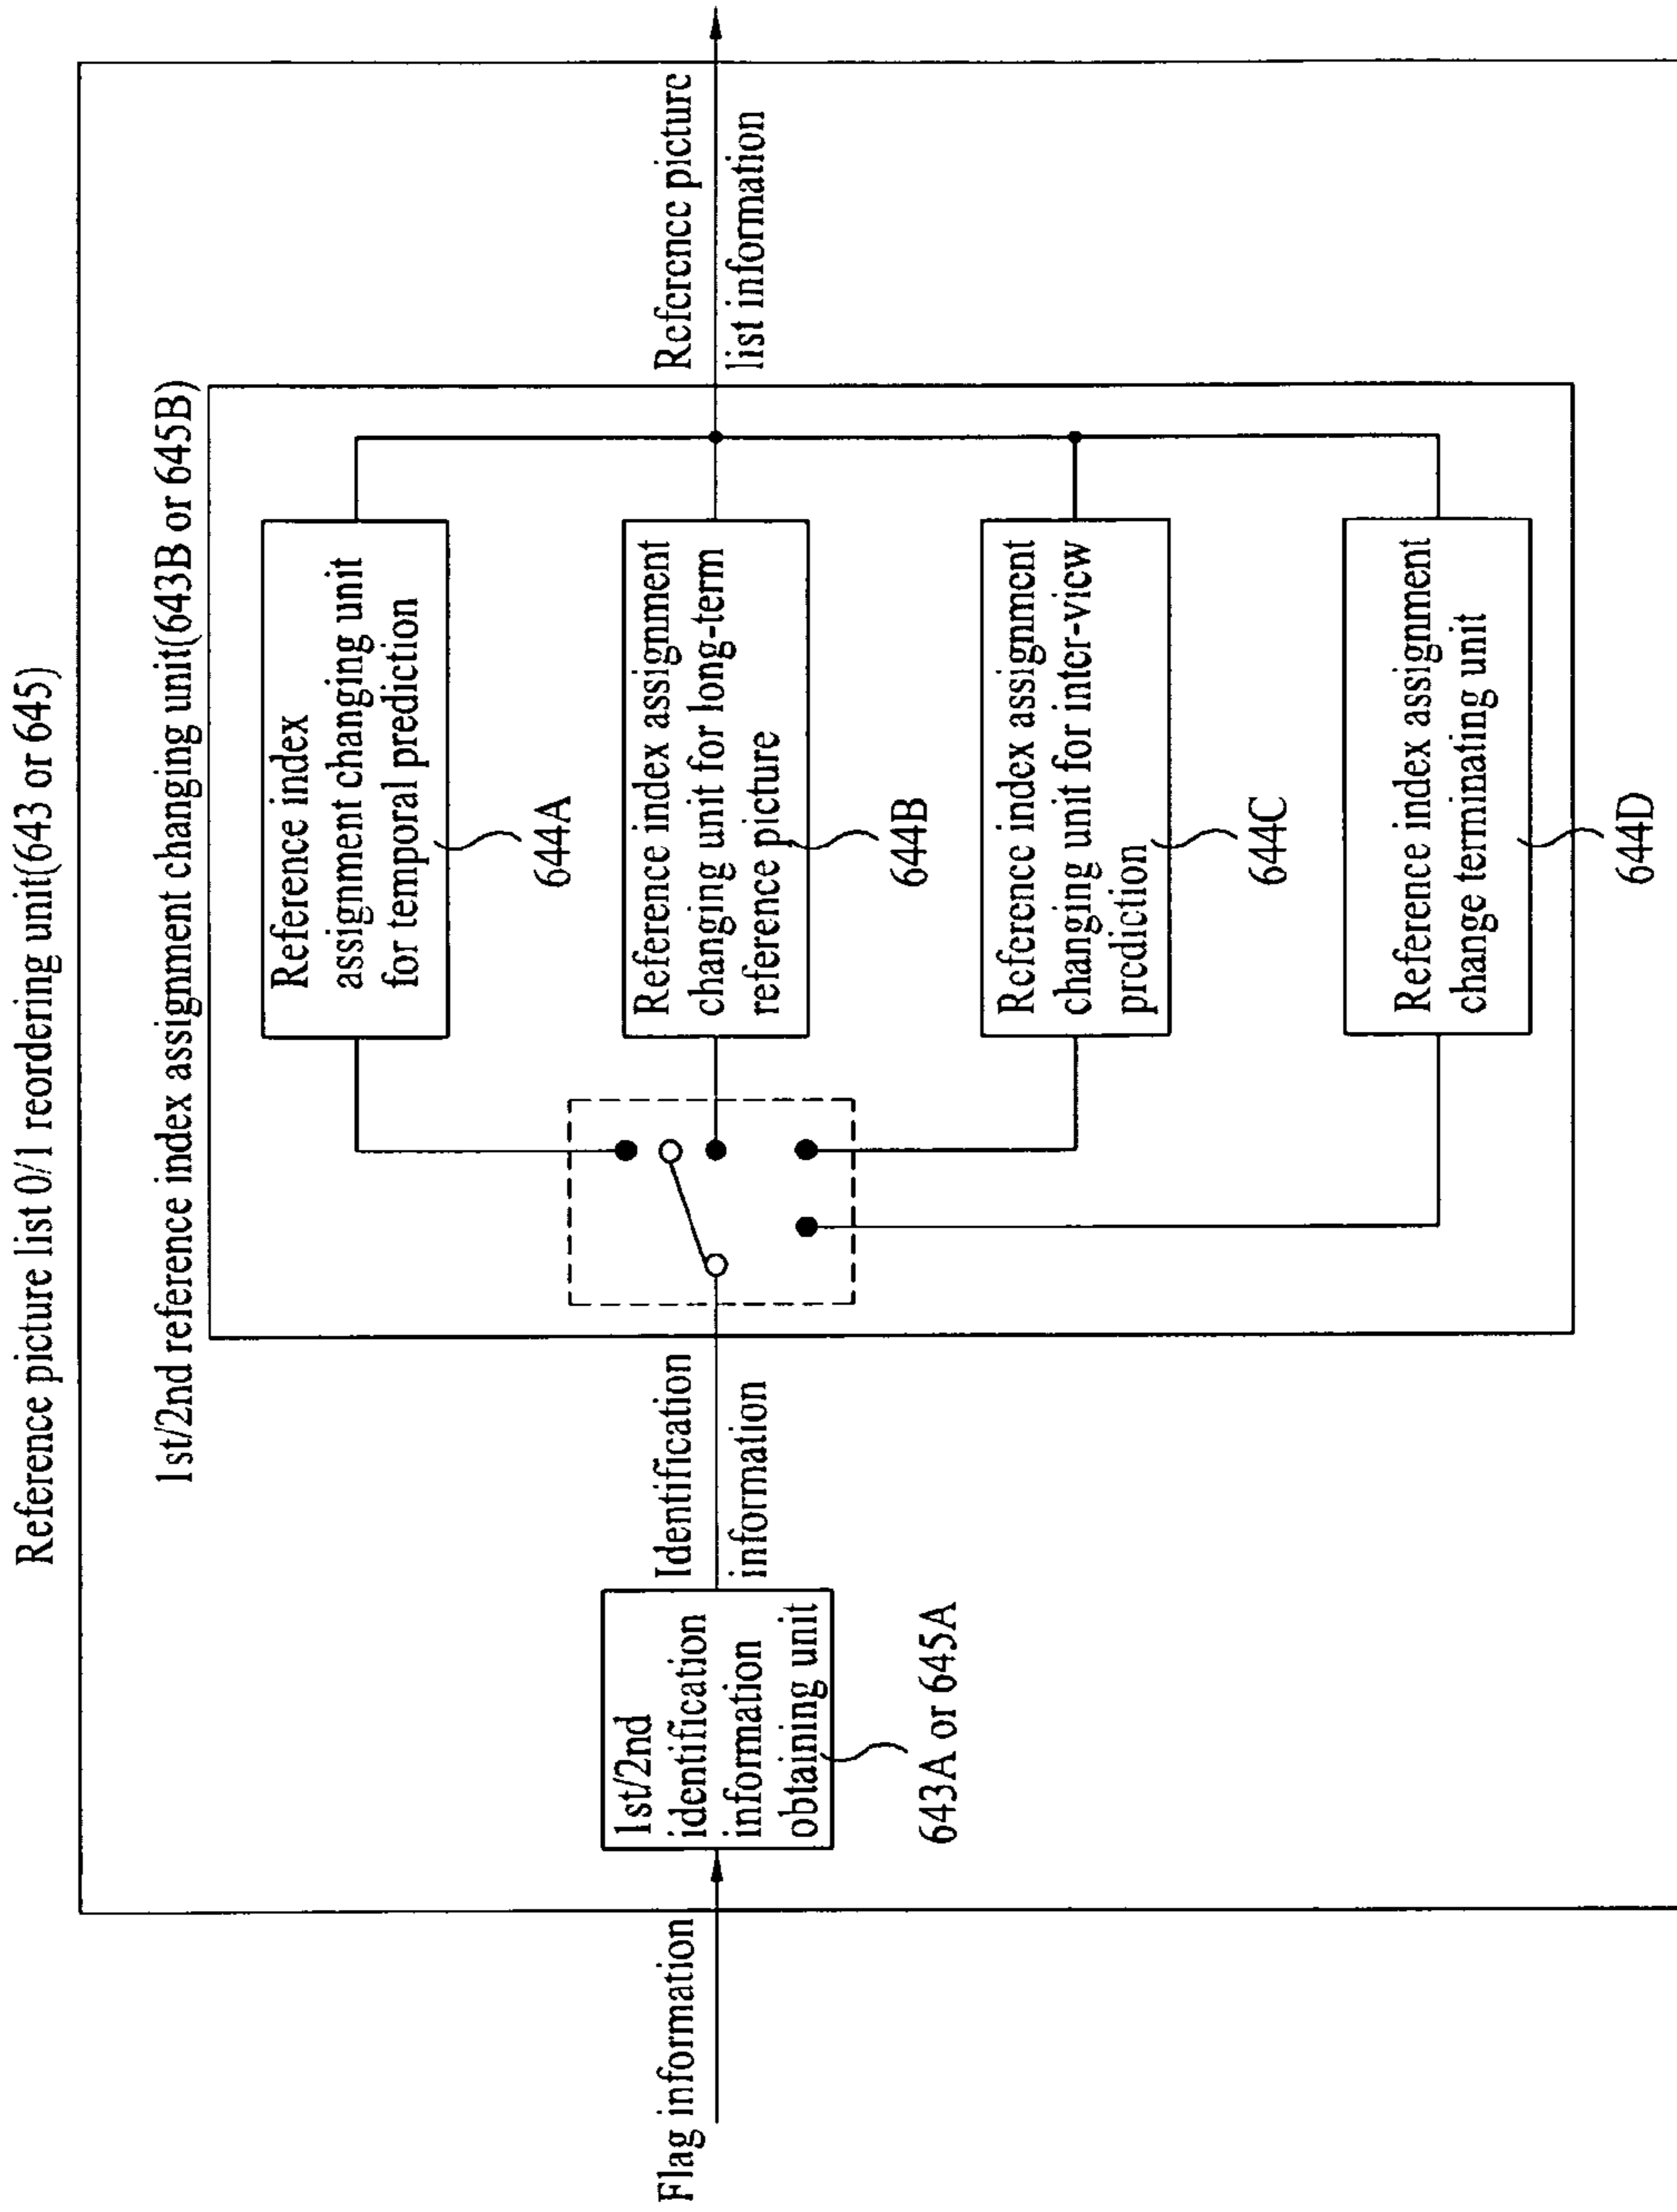 Reference picture list 0/1 reordering unit(643 or 645)
1st/2nd reference index assignment changing unit(643B or 645B)
Flag information
1st/2nd
identification
information
obtaining unit
643A or 645A
Identification
information
Reference index
assignment changing unit
for temporal prediction
644A
Reference index assignment
changing unit for long-term
reference picture
644B
Reference index assignment
changing unit for inter-view
prediction
644C
Reference index assignment
change terminating unit
644D
Reference picture
list information